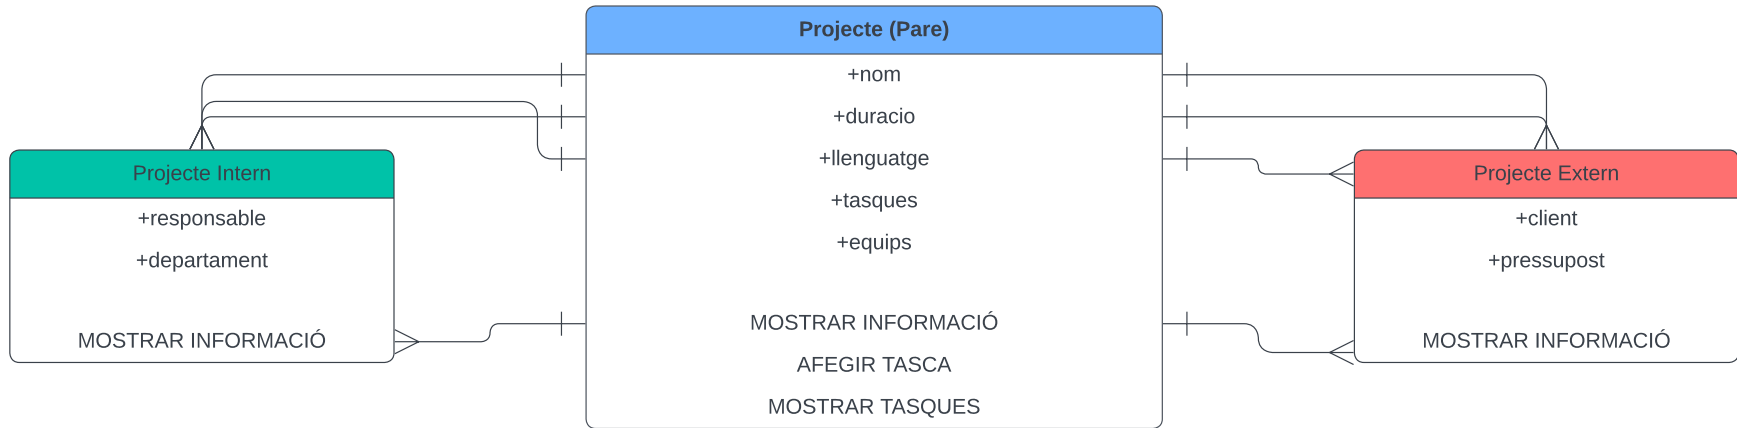 Projecte (Pare)
+nom
+duracio
+llenguatge
+tasques
+equips
MOSTRAR INFORMACIÓ
AFEGIR TASCA
MOSTRAR TASQUES
Projecte Intern
+responsable
+departament
MOSTRAR INFORMACIÓ
Projecte Extern
+client
+pressupost
MOSTRAR INFORMACIÓ